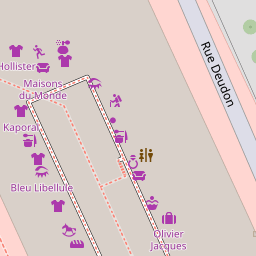 Hollister
Maisons
du Monde
Kaporal
Bleu Libellule
Olivier
Jacques
Rue Deudon